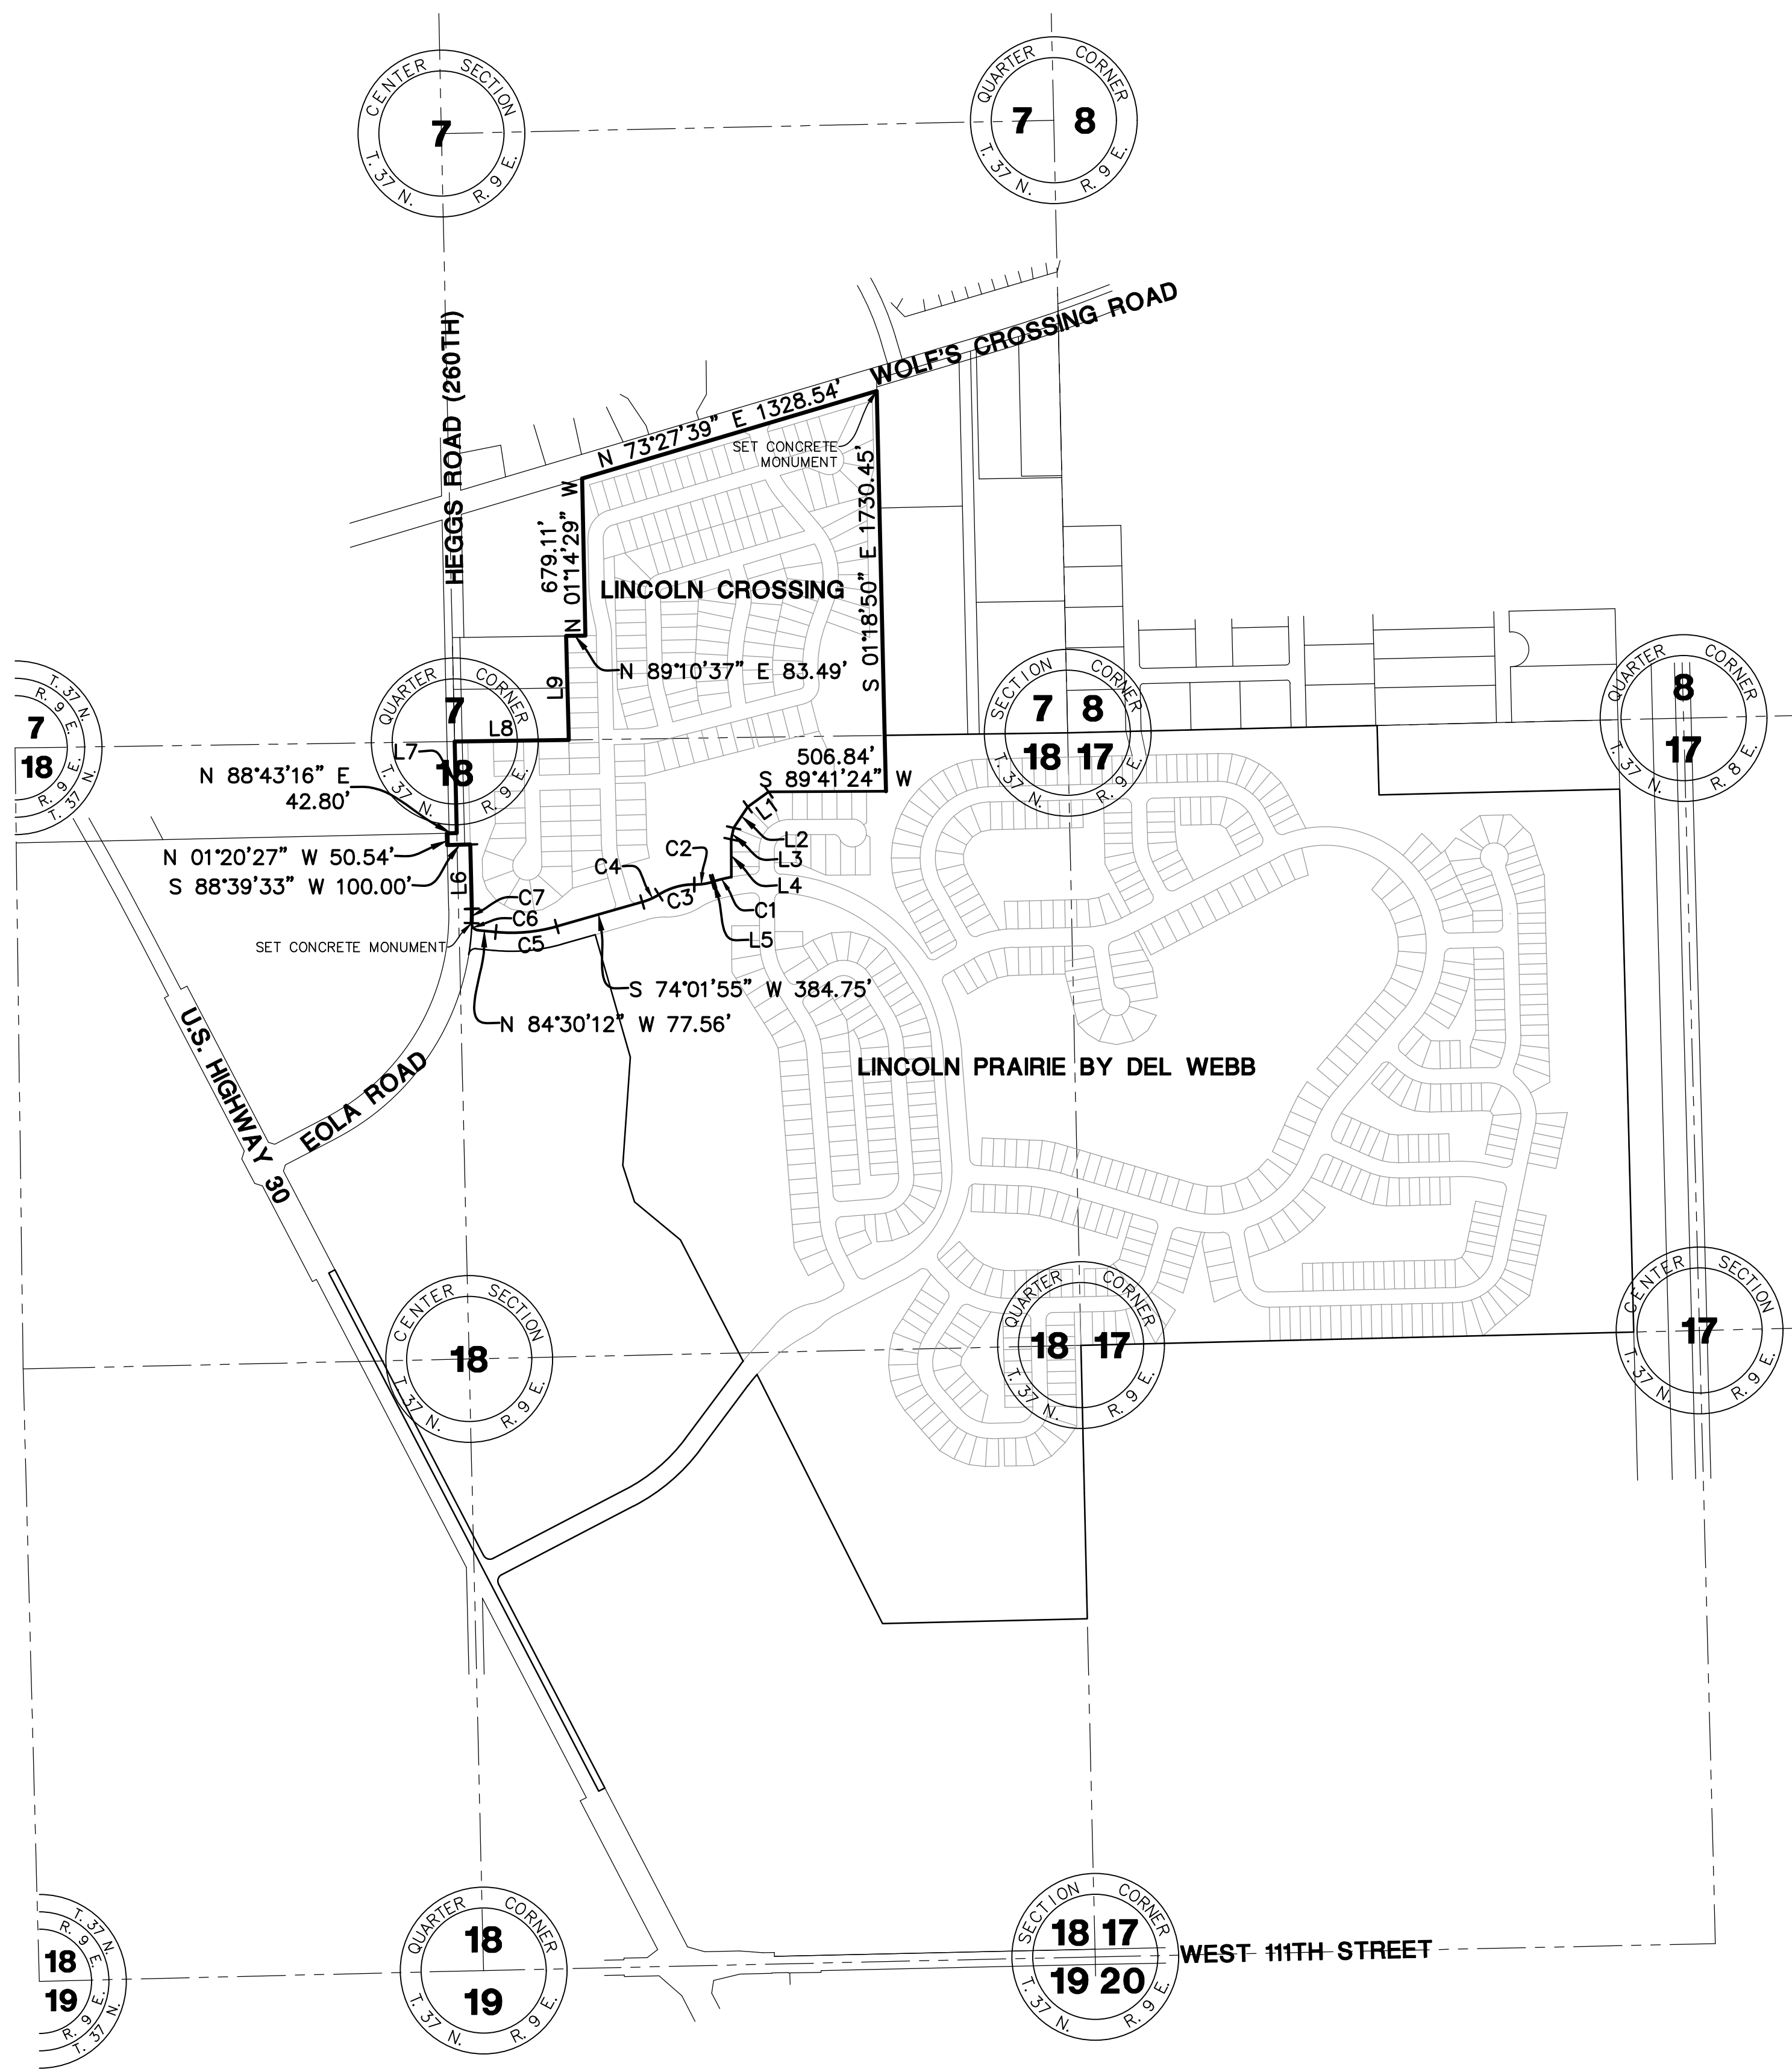 CENTER SECTION
7
T. 37 N. R. 9 E.
QUARTER CORNER
7 8
T. 37 N. R. 9 E.
WOLF'S CROSSING ROAD
HEGGS ROAD (260TH)
N 73°27'39" E 1328.54'
SET CONCRETE
MONUMENT
679.11'
N 01°14'29" W
S 01°18'50" E 1730.45'
LINCOLN CROSSING
N 89°10'37" E 83.49'
L9
L8
L7
QUARTER CORNER
7
18
T. 37 N. R. 9 E.
T. 37 N.
R. 9 E.
7
18
R. 9 E.
T. 37 N.
SECTION CORNER
7 8
18 17
T. 37 N. R. 9 E.
QUARTER CORNER
8
17
T. 37 N. R. 8 E.
N 88°43'16" E
42.80'
506.84'
S 89°41'24" W
L1
L2
L3
L4
N 01°20'27" W 50.54'
S 88°39'33" W 100.00'
L6
C7
C6
C5
C4
C3
C2
C1
L5
SET CONCRETE MONUMENT
S 74°01'55" W 384.75'
N 84°30'12" W 77.56'
U.S. HIGHWAY 30
EOLA ROAD
LINCOLN PRAIRIE BY DEL WEBB
CENTER SECTION
18
T. 37 N. R. 9 E.
QUARTER CORNER
18 17
T. 37 N. R. 9 E.
CENTER SECTION
17
T. 37 N. R. 9 E.
T. 37 N.
R. 9 E.
18
19
R. 9 E.
T. 37 N.
QUARTER CORNER
18
19
T. 37 N. R. 9 E.
SECTION CORNER
18 17
19 20
T. 37 N. R. 9 E.
WEST 111TH STREET